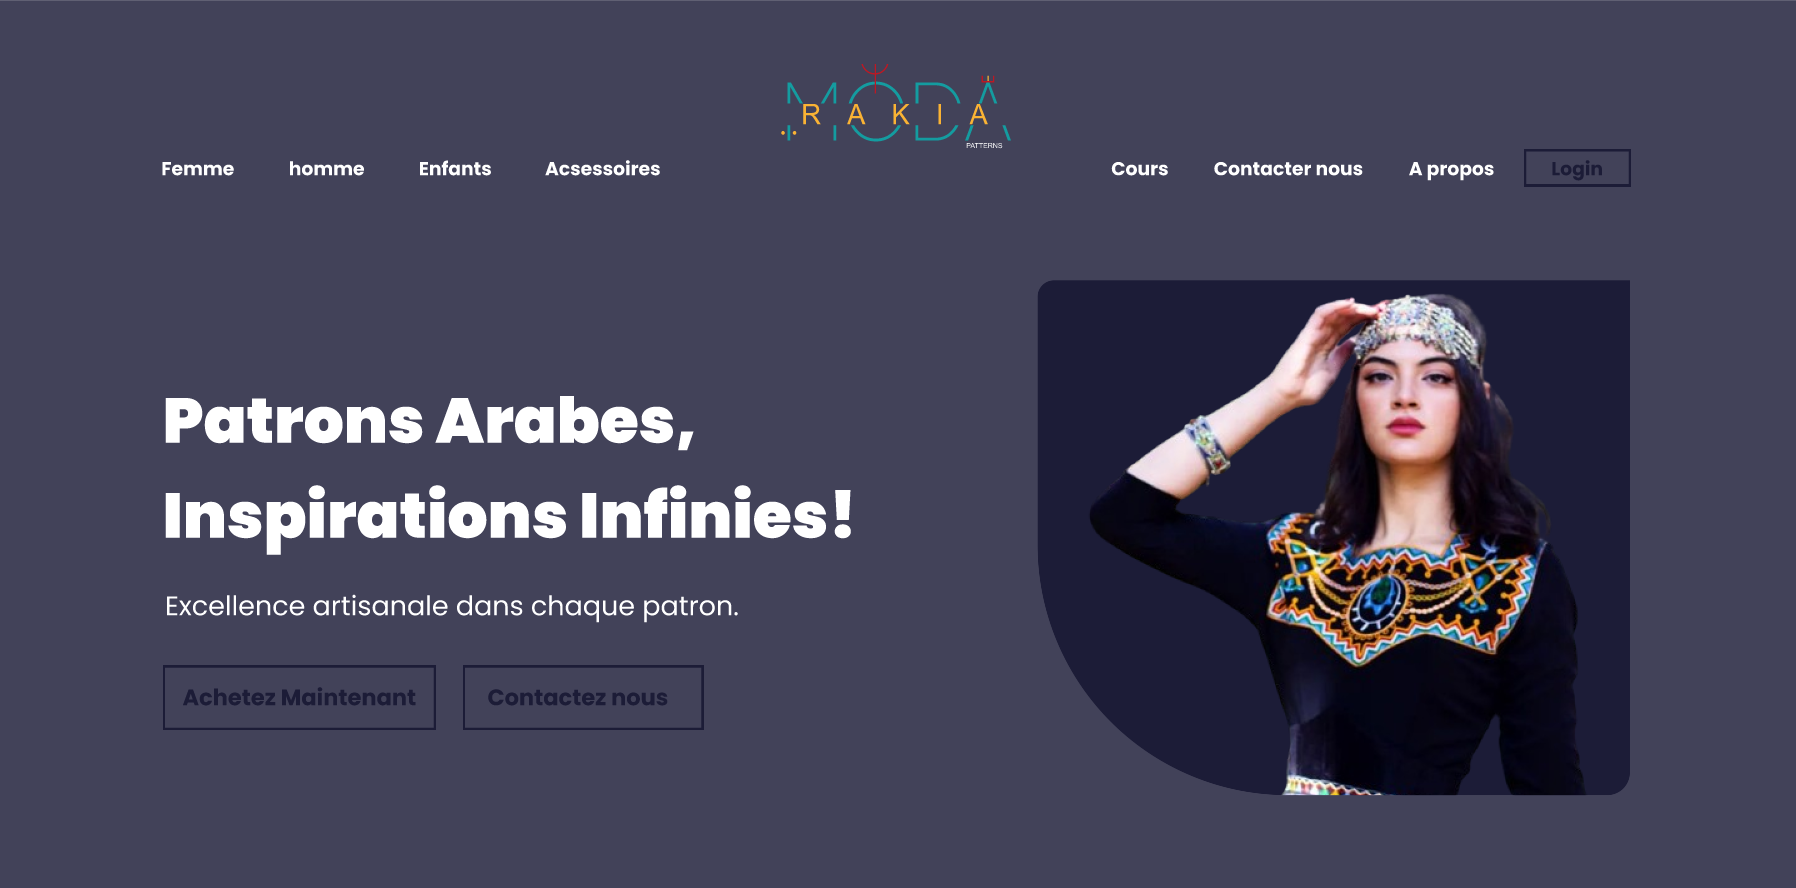 MODA
RAKIA
PATTERNS
Femme homme Enfants Acsessoires Cours Contacter nous A propos Login
Patrons Arabes,
Inspirations Infinies!
Excellence artisanale dans chaque patron.
Achetez Maintenant Contactez nous